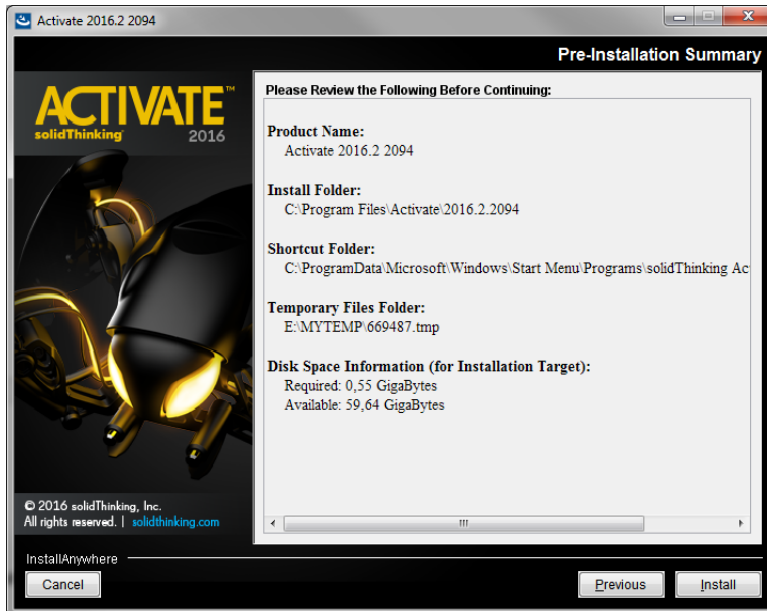 Activate 2016.2 2094
Pre-Installation Summary
ACTIVATE™
solidThinking®
2016
Please Review the Following Before Continuing:
Product Name:
Activate 2016.2 2094
Install Folder:
C:\Program Files\Activate\2016.2.2094
Shortcut Folder:
C:\ProgramData\Microsoft\Windows\Start Menu\Programs\solidThinking Ac
Temporary Files Folder:
E:\MYTEMP\669487.tmp
Disk Space Information (for Installation Target):
Required: 0,55 GigaBytes
Available: 59,64 GigaBytes
© 2016 solidThinking, Inc.
All rights reserved. | solidthinking.com
InstallAnywhere
Cancel
Previous
Install